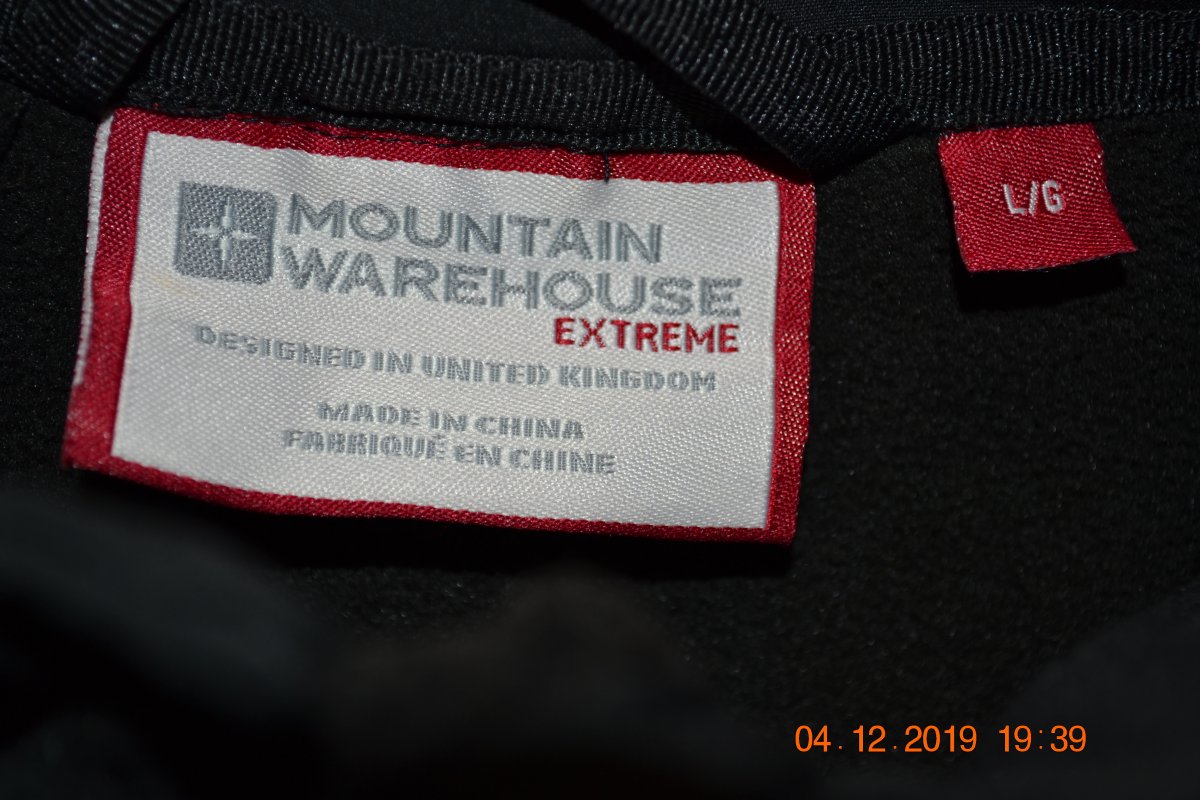 MOUNTAIN
WAREHOUSE
EXTREME
DESIGNED IN UNITED KINGDOM
MADE IN CHINA
FABRIQUÉ EN CHINE
L/G
04.12.2019 19:39